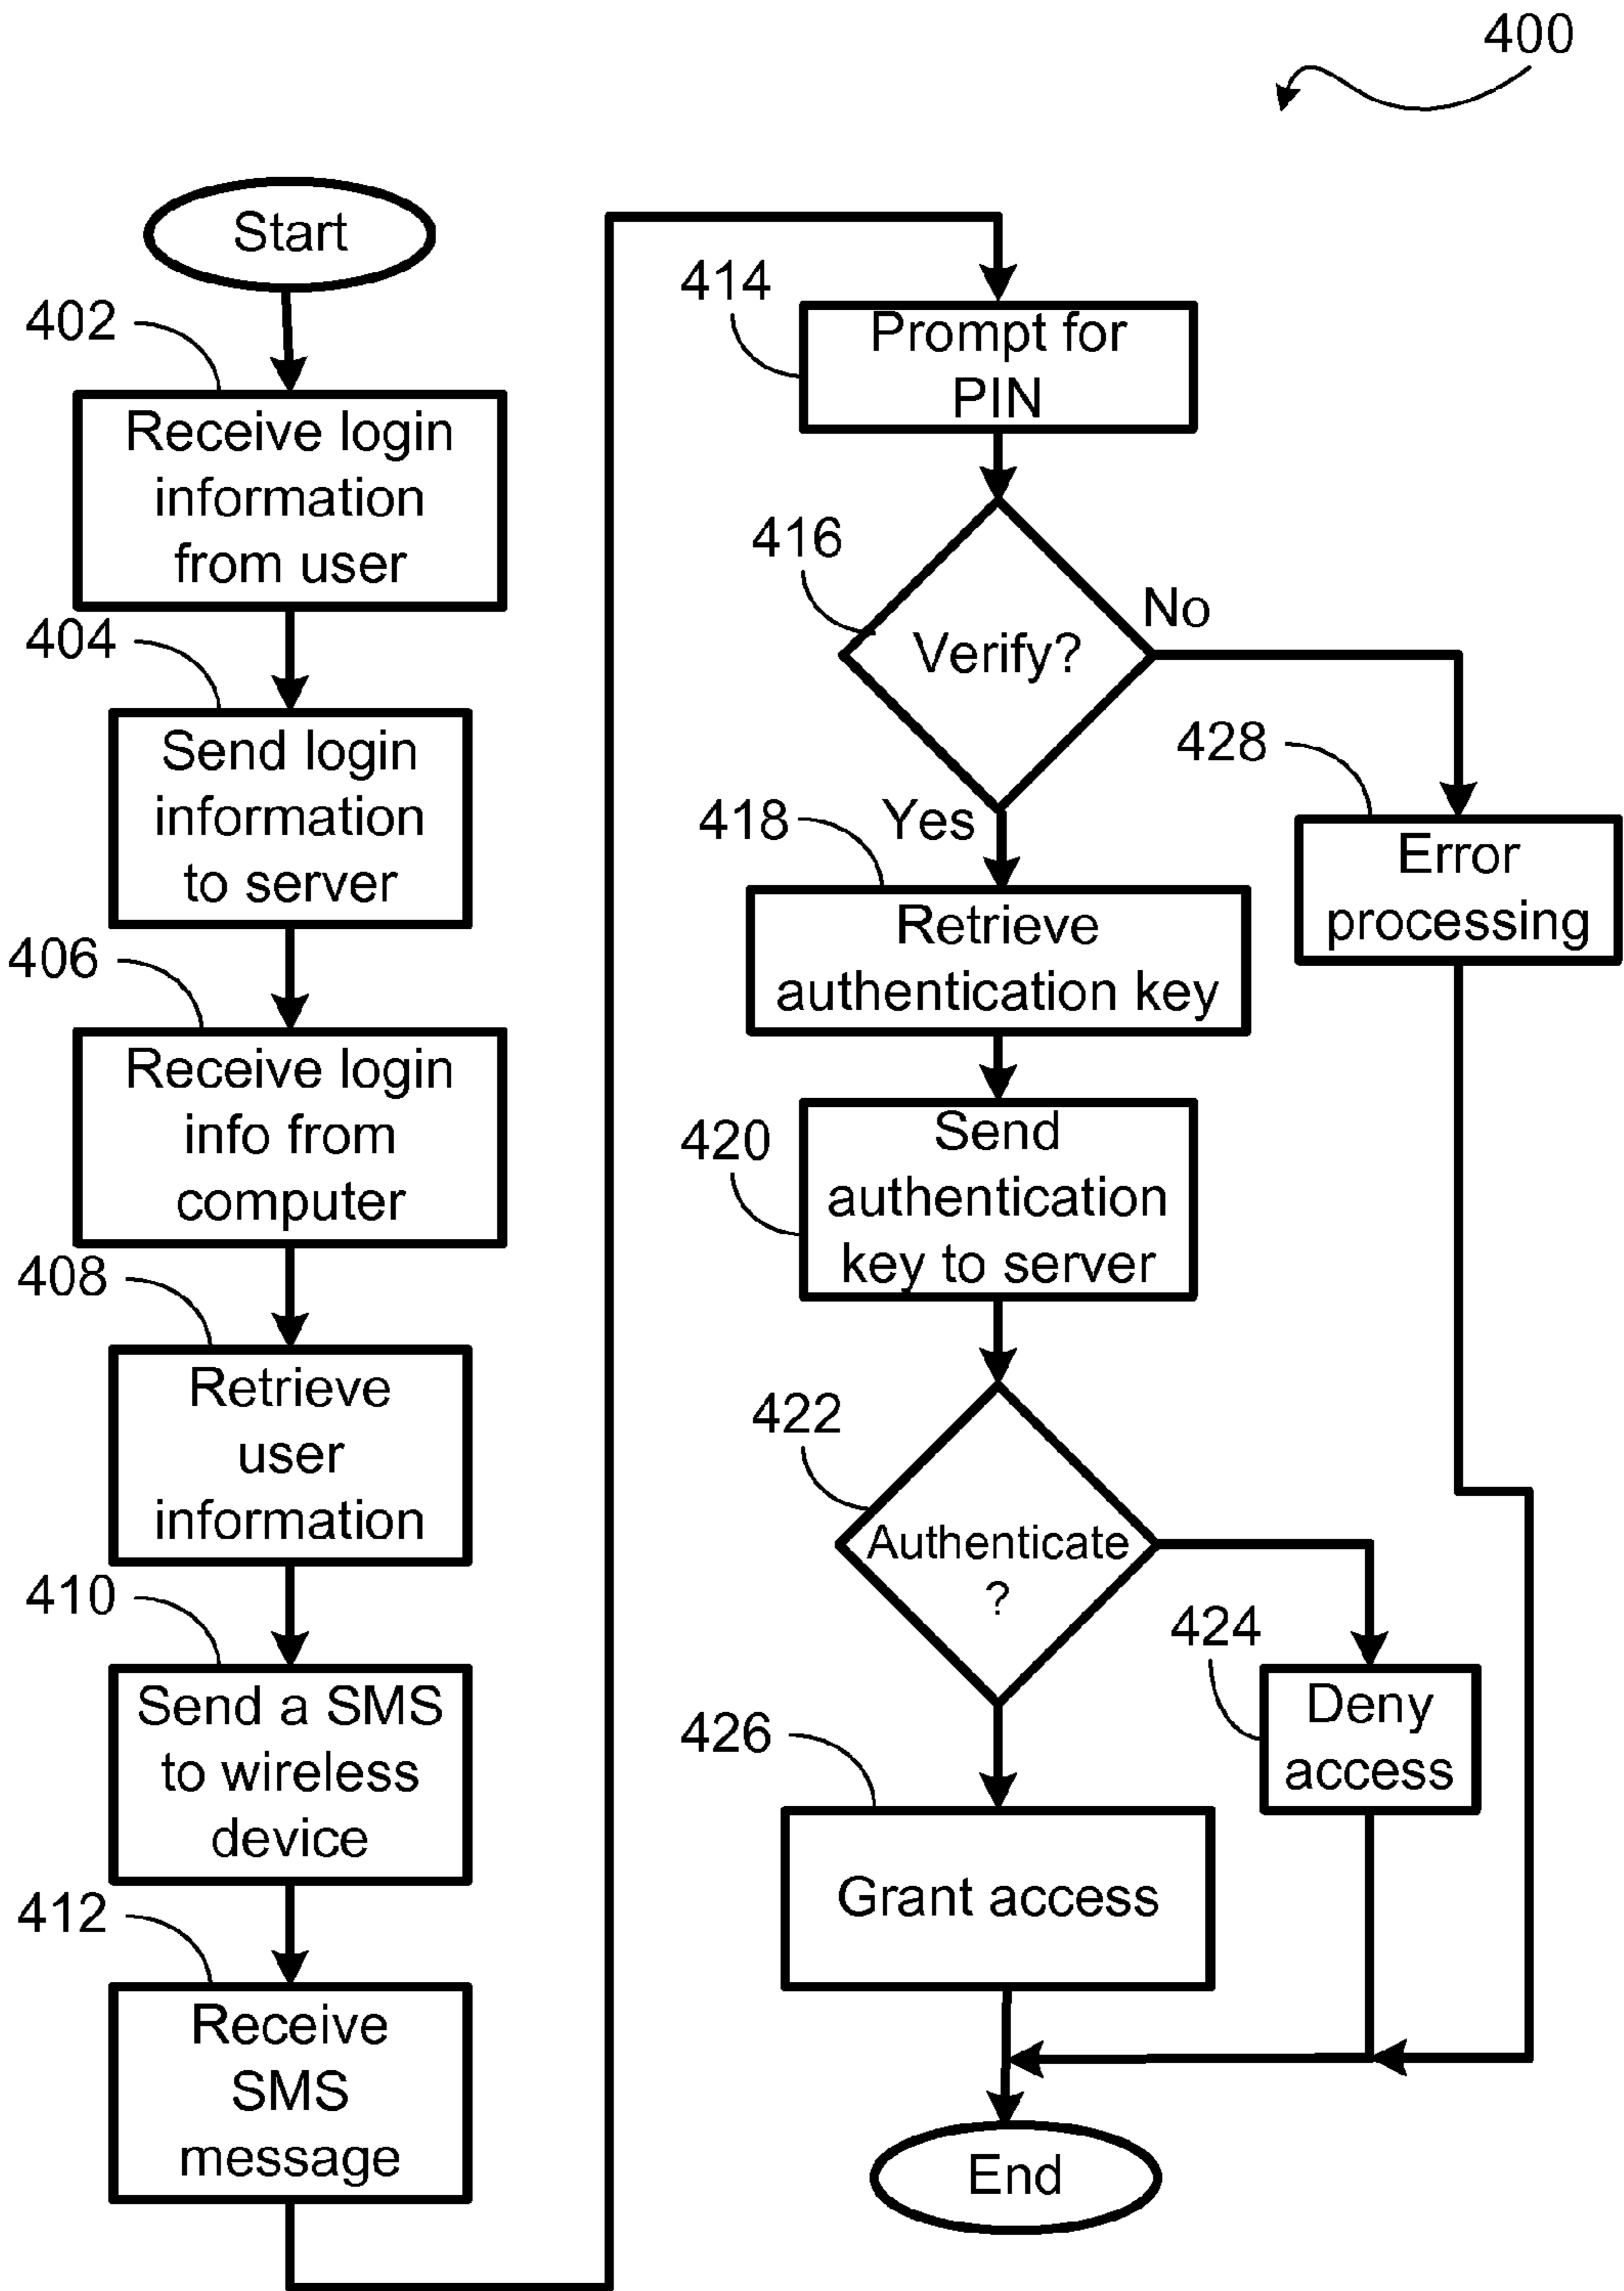 400
Start
402
Receive login
information
from user
404
Send login
information
to server
406
Receive login
info from
computer
408
Retrieve
user
information
410
Send a SMS
to wireless
device
412
Receive
SMS
message
414
Prompt for
PIN
416
Verify?
No
Yes
428
Error
processing
418
Retrieve
authentication key
420
Send
authentication
key to server
422
Authenticate
?
424
Deny
access
426
Grant access
End